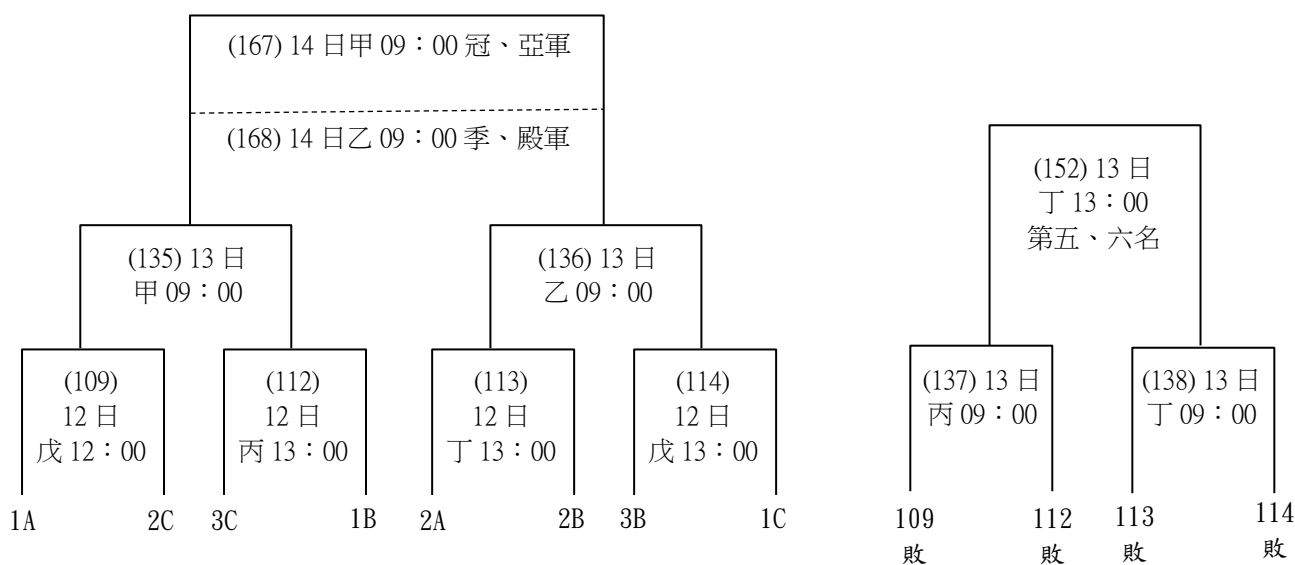 (167) 14 日甲 09：00 冠、亞軍
(168) 14 日乙 09：00 季、殿軍
(135) 13 日
甲 09：00
(136) 13 日
乙 09：00
(109)
12 日
戊 12：00
(112)
12 日
丙 13：00
(113)
12 日
丁 13：00
(114)
12 日
戊 13：00
1A
2C
3C
1B
2A
2B
3B
1C
(152) 13 日
丁 13：00
第五、六名
(137) 13 日
丙 09：00
(138) 13 日
丁 09：00
109
敗
112
敗
113
敗
114
敗